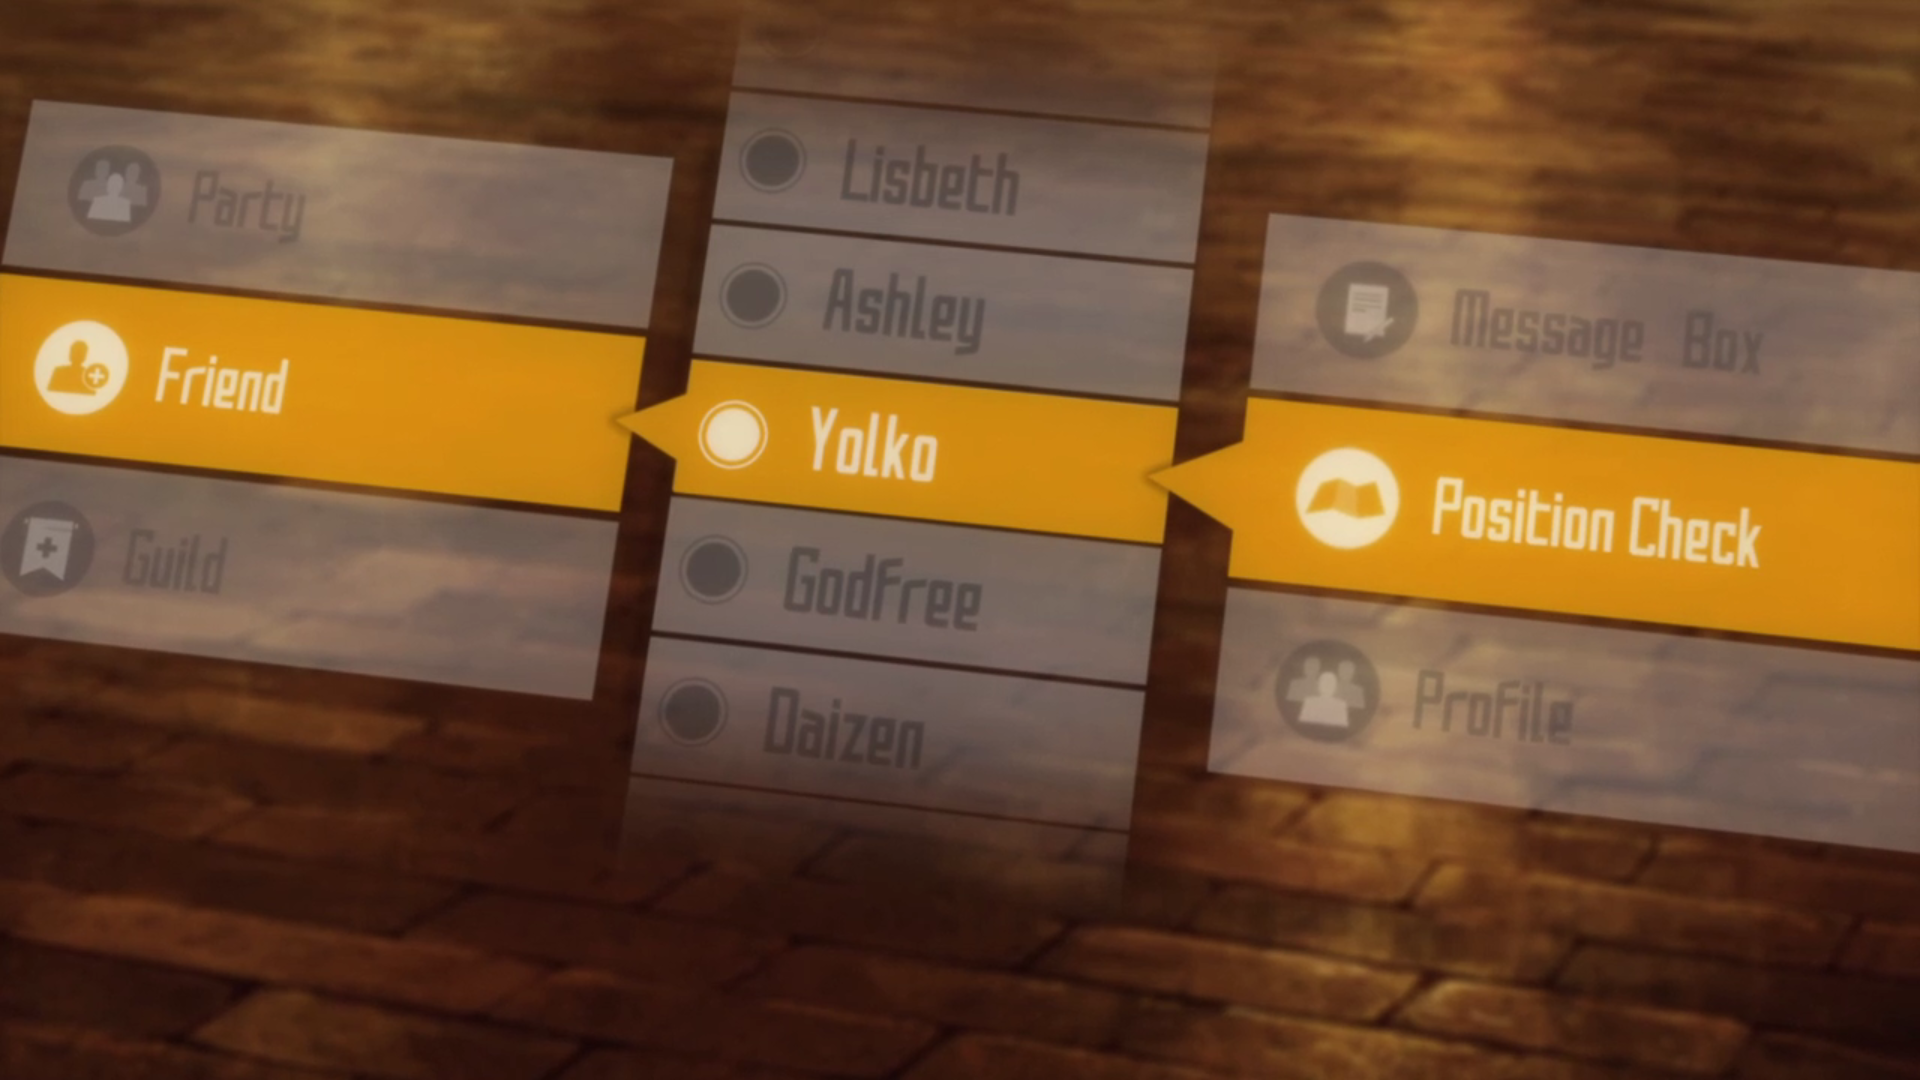 Party
Friend
Guild
Lisbeth
Ashley
Yolko
Godfree
Daizen
Message Box
Position Check
Profile